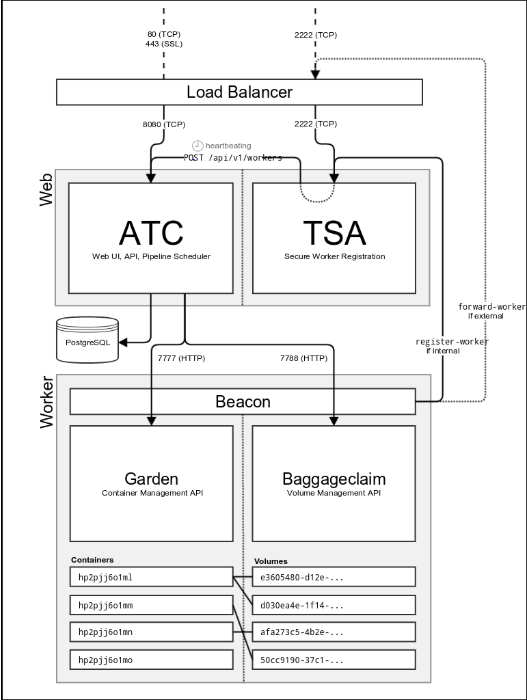 80 (TCP)
443 (SSL)
2222 (TCP)
Load Balancer
8080 (TCP)
2222 (TCP)
heartbeating
POST /api/v1/workers
Web
ATC
Web UI, API, Pipeline Scheduler
TSA
Secure Worker Registration
forward-worker
if external
PostgreSQL
register-worker
if internal
7777 (HTTP)
7788 (HTTP)
Worker
Beacon
Garden
Container Management API
Baggageclaim
Volume Management API
Containers
Volumes
hp2pjj6o1ml
e3605480-d12e-...
hp2pjj6o1mm
d030ea4e-1f14-...
hp2pjj6o1mn
afa273c5-4b2e-...
hp2pjj6o1mo
50cc9190-37c1-...